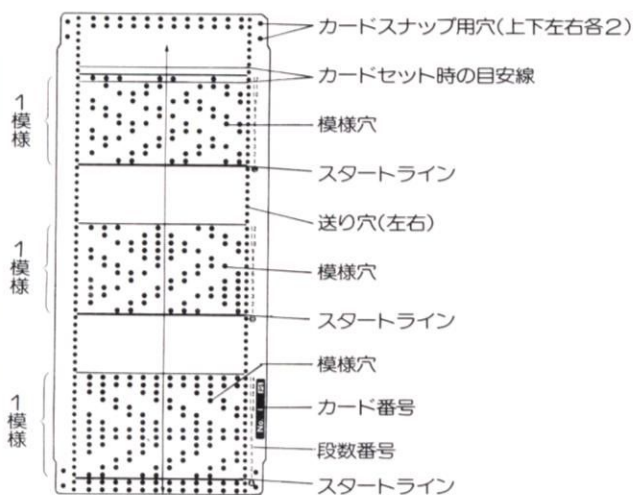 カードスナップ用穴(上下左右各2)
カードセット時の目安線
1模様
模様穴
スタートライン
送り穴(左右)
1模様
模様穴
スタートライン
模様穴
1模様
カード番号
段数番号
スタートライン